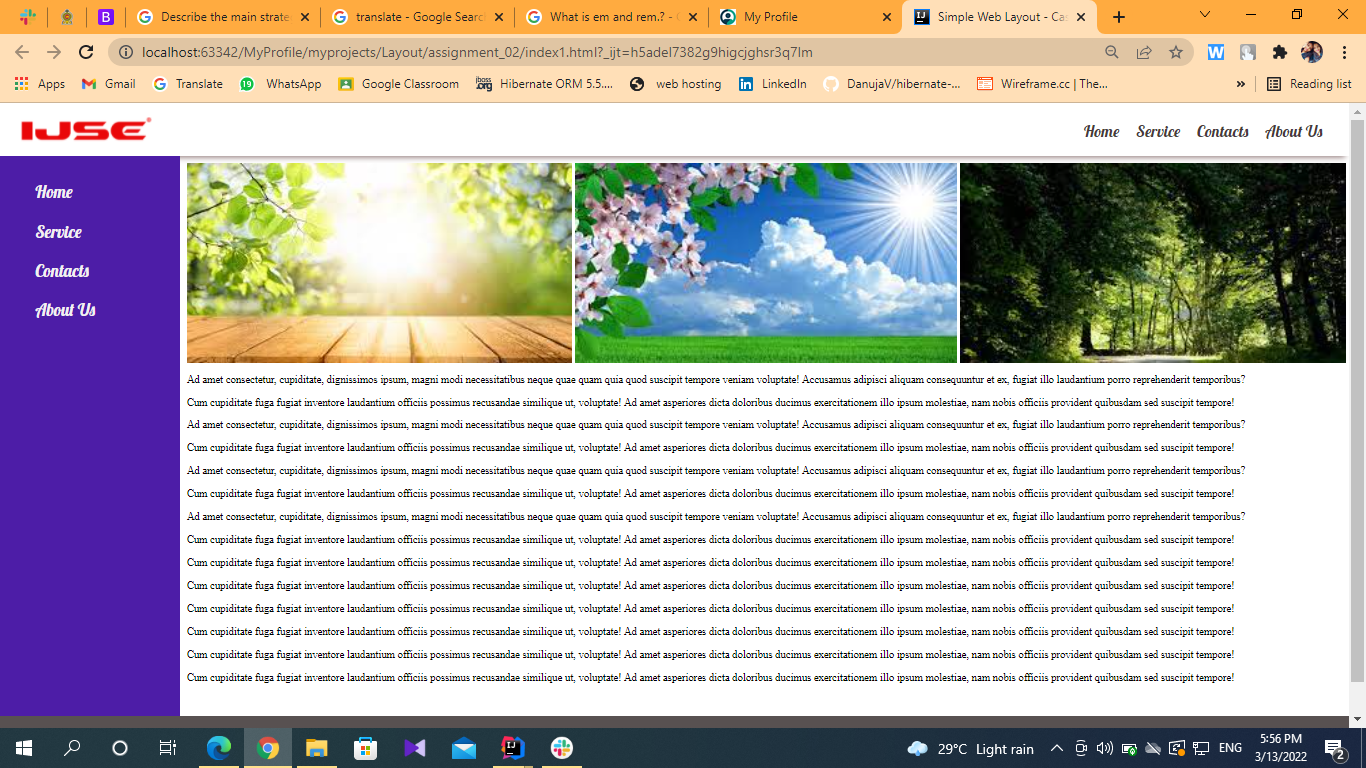 Describe the main strate
translate - Google Searc
What is em and rem.? - G
My Profile
Simple Web Layout - Ca
localhost:63342/MyProfile/myprojects/Layout/assignment_02/index1.html?_ijt=h5adel7382g9higcjghsr3q7lm
Apps Gmail Translate 19 WhatsApp Google Classroom Hibernate ORM 5.5.... web hosting LinkedIn DanujaV/hibernate-... Wireframe.cc | The... » Reading list
IJSE®
Home Service Contacts About Us
Home
Service
Contacts
About Us
Ad amet consectetur, cupiditate, dignissimos ipsum, magni modi necessitatibus neque quae quam quia quod suscipit tempore veniam voluptate! Accusamus adipisci aliquam consequuntur et ex, fugiat illo laudantium porro reprehenderit temporibus?
Cum cupiditate fuga fugiat inventore laudantium officiis possimus recusandae similique ut, voluptate! Ad amet asperiores dicta doloribus ducimus exercitationem illo ipsum molestiae, nam nobis officiis provident quibusdam sed suscipit tempore!
Ad amet consectetur, cupiditate, dignissimos ipsum, magni modi necessitatibus neque quae quam quia quod suscipit tempore veniam voluptate! Accusamus adipisci aliquam consequuntur et ex, fugiat illo laudantium porro reprehenderit temporibus?
Cum cupiditate fuga fugiat inventore laudantium officiis possimus recusandae similique ut, voluptate! Ad amet asperiores dicta doloribus ducimus exercitationem illo ipsum molestiae, nam nobis officiis provident quibusdam sed suscipit tempore!
Ad amet consectetur, cupiditate, dignissimos ipsum, magni modi necessitatibus neque quae quam quia quod suscipit tempore veniam voluptate! Accusamus adipisci aliquam consequuntur et ex, fugiat illo laudantium porro reprehenderit temporibus?
Cum cupiditate fuga fugiat inventore laudantium officiis possimus recusandae similique ut, voluptate! Ad amet asperiores dicta doloribus ducimus exercitationem illo ipsum molestiae, nam nobis officiis provident quibusdam sed suscipit tempore!
Ad amet consectetur, cupiditate, dignissimos ipsum, magni modi necessitatibus neque quae quam quia quod suscipit tempore veniam voluptate! Accusamus adipisci aliquam consequuntur et ex, fugiat illo laudantium porro reprehenderit temporibus?
Cum cupiditate fuga fugiat inventore laudantium officiis possimus recusandae similique ut, voluptate! Ad amet asperiores dicta doloribus ducimus exercitationem illo ipsum molestiae, nam nobis officiis provident quibusdam sed suscipit tempore!
Cum cupiditate fuga fugiat inventore laudantium officiis possimus recusandae similique ut, voluptate! Ad amet asperiores dicta doloribus ducimus exercitationem illo ipsum molestiae, nam nobis officiis provident quibusdam sed suscipit tempore!
Cum cupiditate fuga fugiat inventore laudantium officiis possimus recusandae similique ut, voluptate! Ad amet asperiores dicta doloribus ducimus exercitationem illo ipsum molestiae, nam nobis officiis provident quibusdam sed suscipit tempore!
Cum cupiditate fuga fugiat inventore laudantium officiis possimus recusandae similique ut, voluptate! Ad amet asperiores dicta doloribus ducimus exercitationem illo ipsum molestiae, nam nobis officiis provident quibusdam sed suscipit tempore!
Cum cupiditate fuga fugiat inventore laudantium officiis possimus recusandae similique ut, voluptate! Ad amet asperiores dicta doloribus ducimus exercitationem illo ipsum molestiae, nam nobis officiis provident quibusdam sed suscipit tempore!
Cum cupiditate fuga fugiat inventore laudantium officiis possimus recusandae similique ut, voluptate! Ad amet asperiores dicta doloribus ducimus exercitationem illo ipsum molestiae, nam nobis officiis provident quibusdam sed suscipit tempore!
Cum cupiditate fuga fugiat inventore laudantium officiis possimus recusandae similique ut, voluptate! Ad amet asperiores dicta doloribus ducimus exercitationem illo ipsum molestiae, nam nobis officiis provident quibusdam sed suscipit tempore!
29°C Light rain ENG
5:56 PM
3/13/2022
2